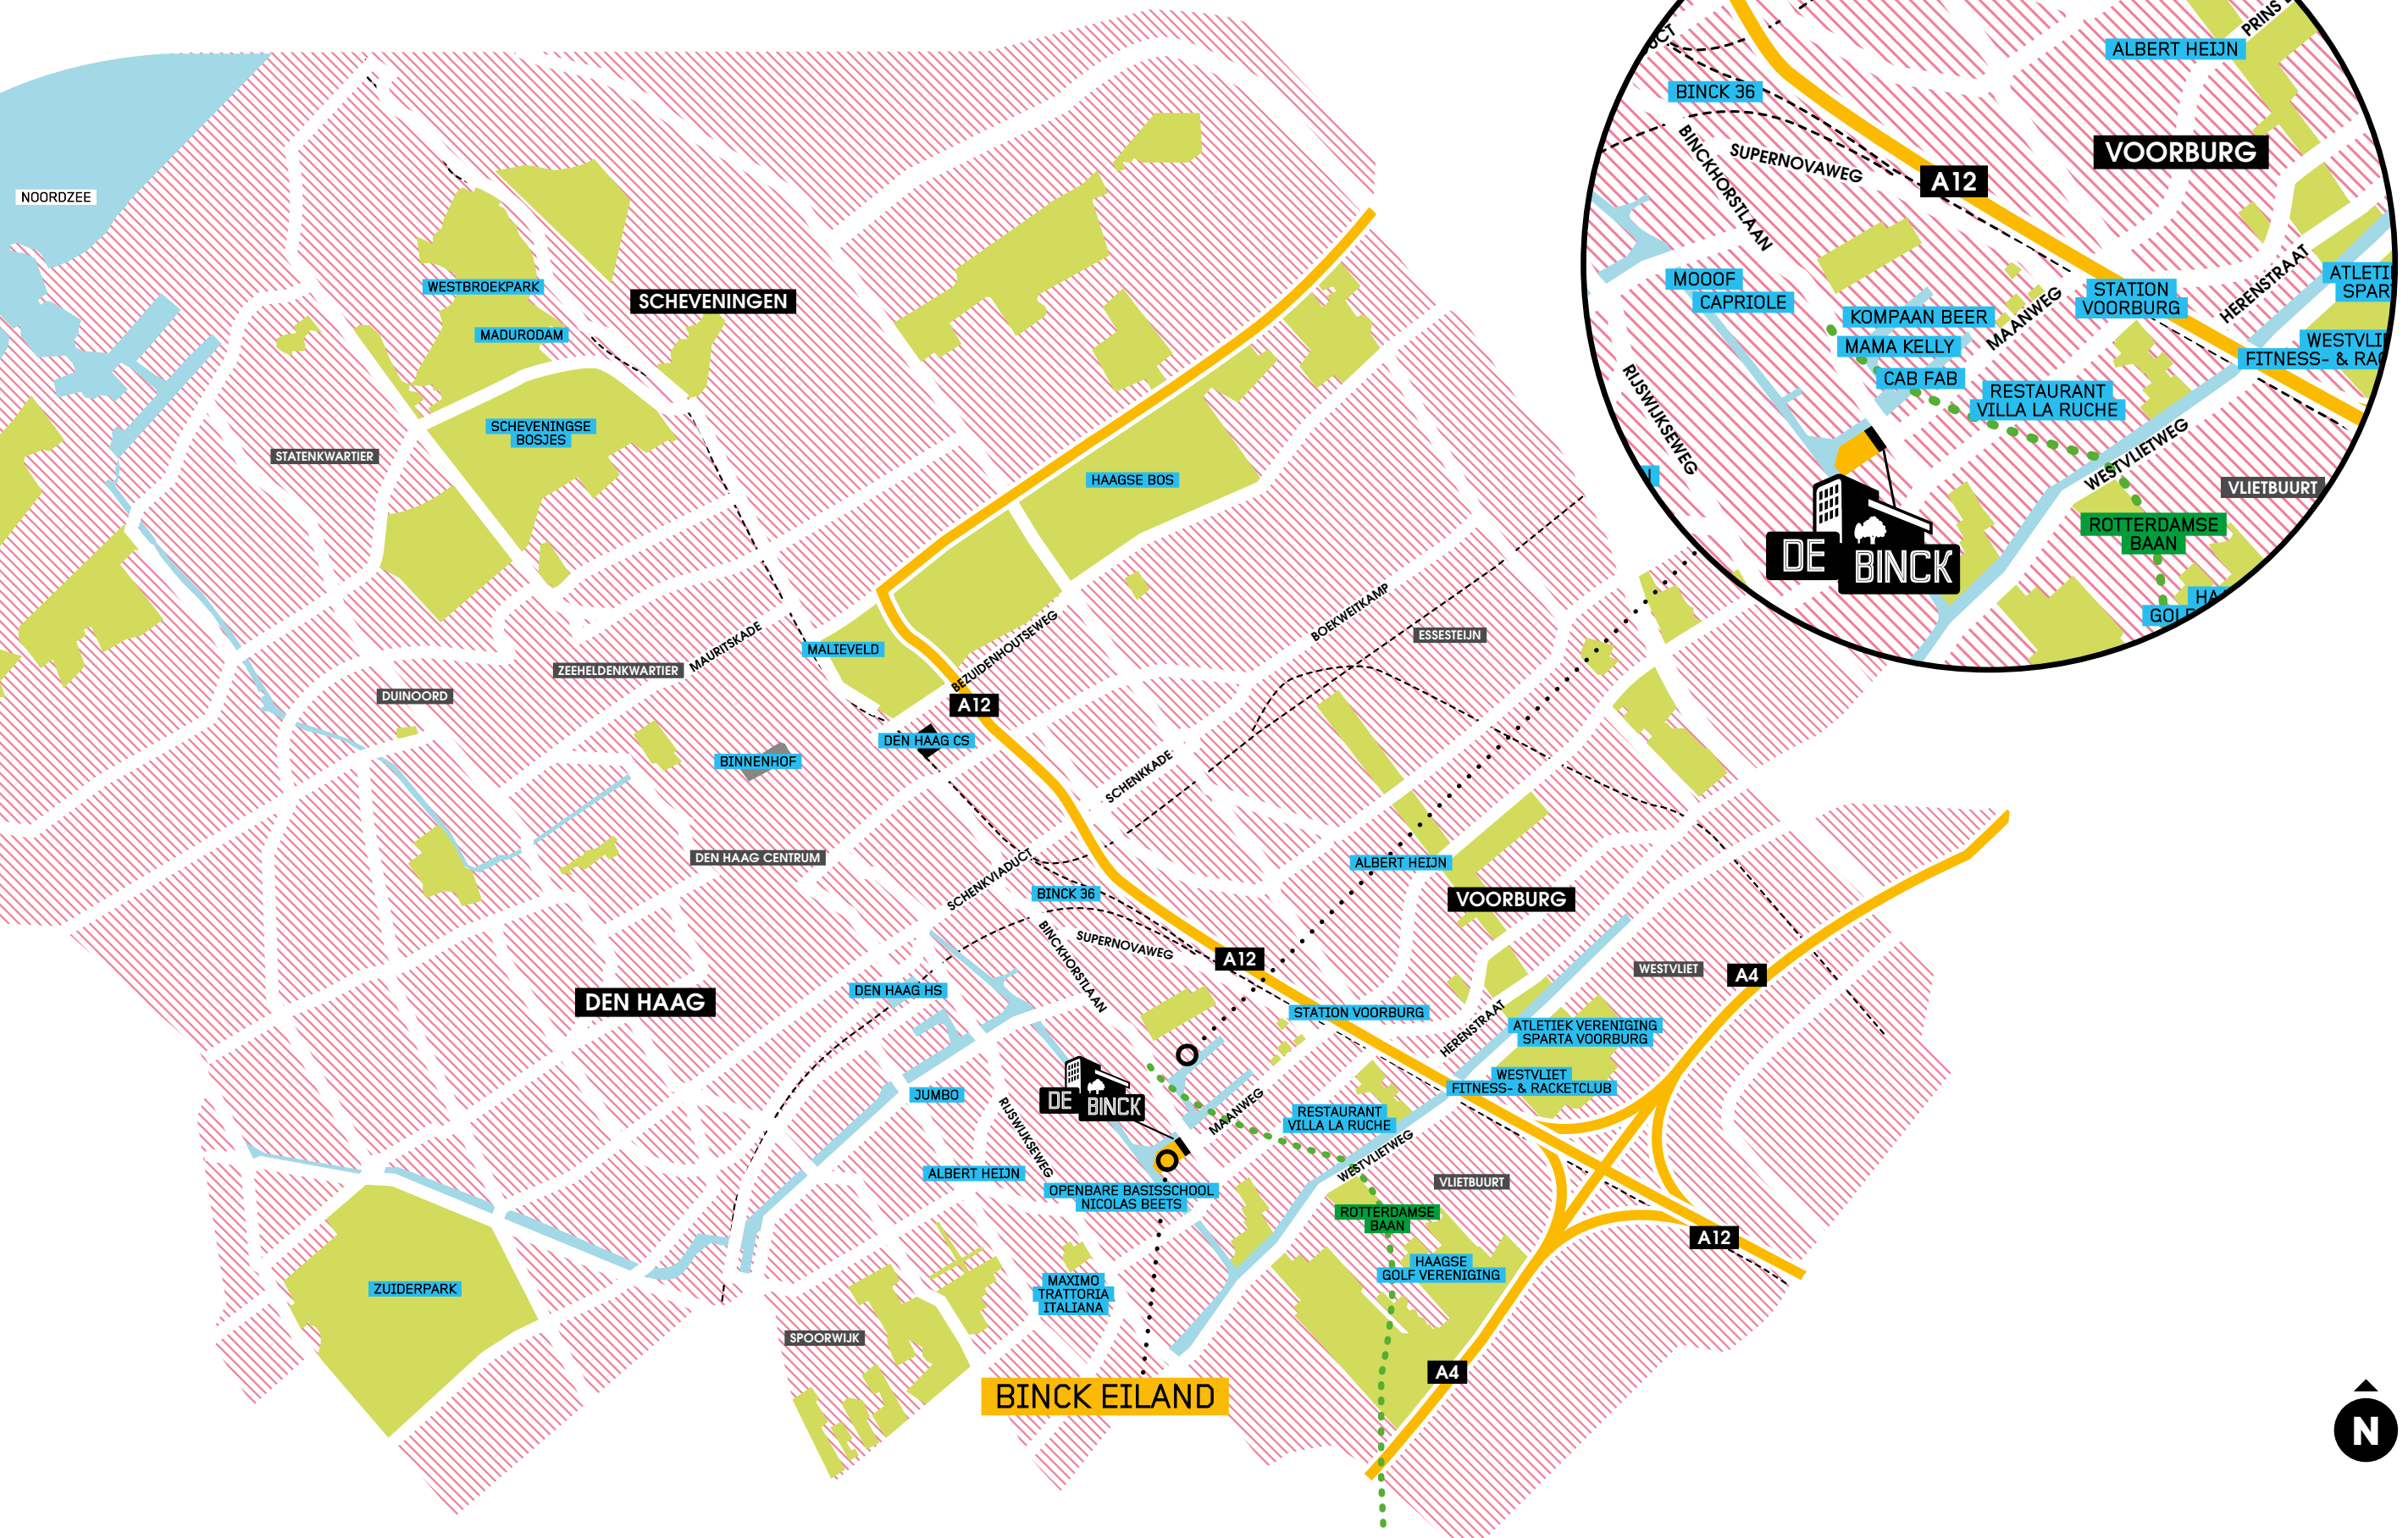 NOORDZEE
WESTBROEKPARK
MADURODAM
SCHEVENINGEN
SCHEVENINGSE
BOSJES
STATENKWARTIER
HAAGSE BOS
MAURITSKADE
ZEEHELDENKWARTIER
DUINOORD
MALIEVELD
BEZUIDENHOUTSEWEG
A12
DEN HAAG CS
BINNENHOF
BOEKWEITKAMP
ESSESTEIJN
SCHENKKADE
DEN HAAG CENTRUM
SCHENKVIADUCT
BINCK 36
ALBERT HEIJN
VOORBURG
SUPERNOVAWEG
BINCKHORSTLAAN
A12
WESTVLIET
A4
DEN HAAG HS
DEN HAAG
STATION VOORBURG
HERENSTRAAT
ATLETIEK VERENIGING
SPARTA VOORBURG
WESTVLIET
FITNESS- & RACKETCLUB
JUMBO
DE
BINCK
MAANWEG
RESTAURANT
VILLA LA RUCHE
RIJSWIJKSEWEG
WESTVLIETWEG
ALBERT HEIJN
OPENBARE BASISSCHOOL
NICOLAS BEETS
VLIETBUURT
ROTTERDAMSE
BAAN
A12
HAAGSE
GOLF VERENIGING
MAXIMO
TRATTORIA
ITALIANA
ZUIDERPARK
SPOORWIJK
A4
BINCK EILAND
N
PRINS
ALBERT HEIJN
BINCK 36
BINCKHORSTLAAN
SUPERNOVAWEG
VOORBURG
A12
MOOOF
CAPRIOLE
KOMPAAN BEER
MAMA KELLY
CAB FAB
MAANWEG
STATION
VOORBURG
HERENSTRAAT
RESTAURANT
VILLA LA RUCHE
FITNESS- &
RIJSWIJKSEWEG
WESTVLIETWEG
VLIETBUURT
ROTTERDAMSE
BAAN
DE
BINCK